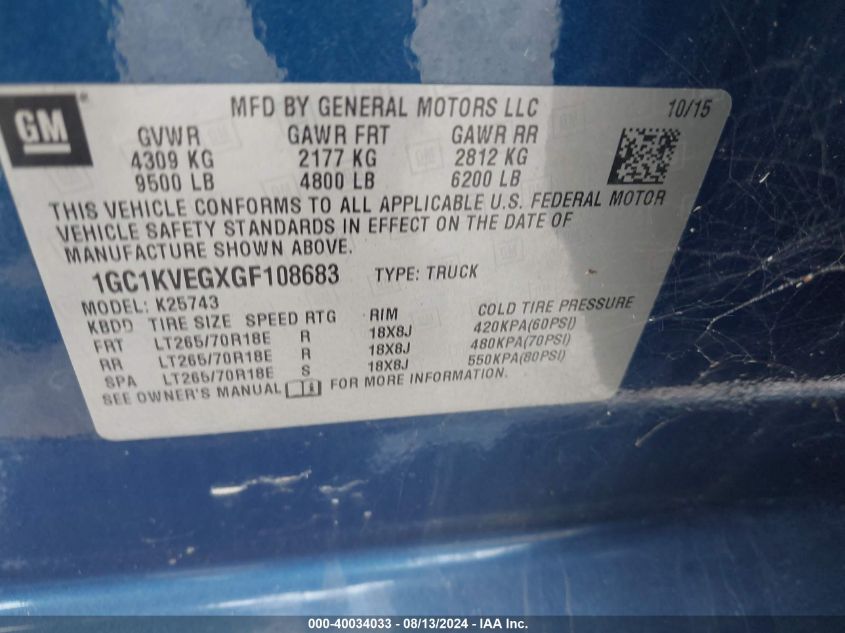 GM ®
MFD BY GENERAL MOTORS LLC 10/15
GVWR GAWR FRT GAWR RR
4309 KG 2177 KG 2812 KG
9500 LB 4800 LB 6200 LB
THIS VEHICLE CONFORMS TO ALL APPLICABLE U.S. FEDERAL MOTOR
VEHICLE SAFETY STANDARDS IN EFFECT ON THE DATE OF
MANUFACTURE SHOWN ABOVE.
1GC1KVEGXGF108683 TYPE: TRUCK
MODEL: K25743
KBDD TIRE SIZE SPEED RTG RIM COLD TIRE PRESSURE
FRT LT265/70R18E R 18X8J 420KPA(60PSI)
RR LT265/70R18E R 18X8J 480KPA(70PSI)
SPA LT265/70R18E S 18X8J 550KPA(80PSI)
SEE OWNER'S MANUAL FOR MORE INFORMATION.
000-40034033 - 08/13/2024 - IAA Inc.